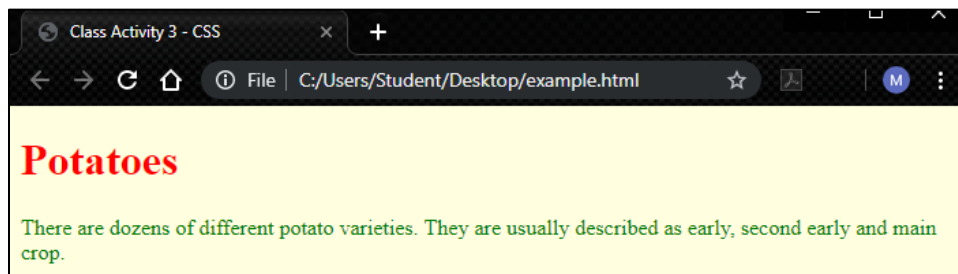 Class Activity 3 - CSS
File C:/Users/Student/Desktop/example.html
M
Potatoes
There are dozens of different potato varieties. They are usually described as early, second early and main
crop.